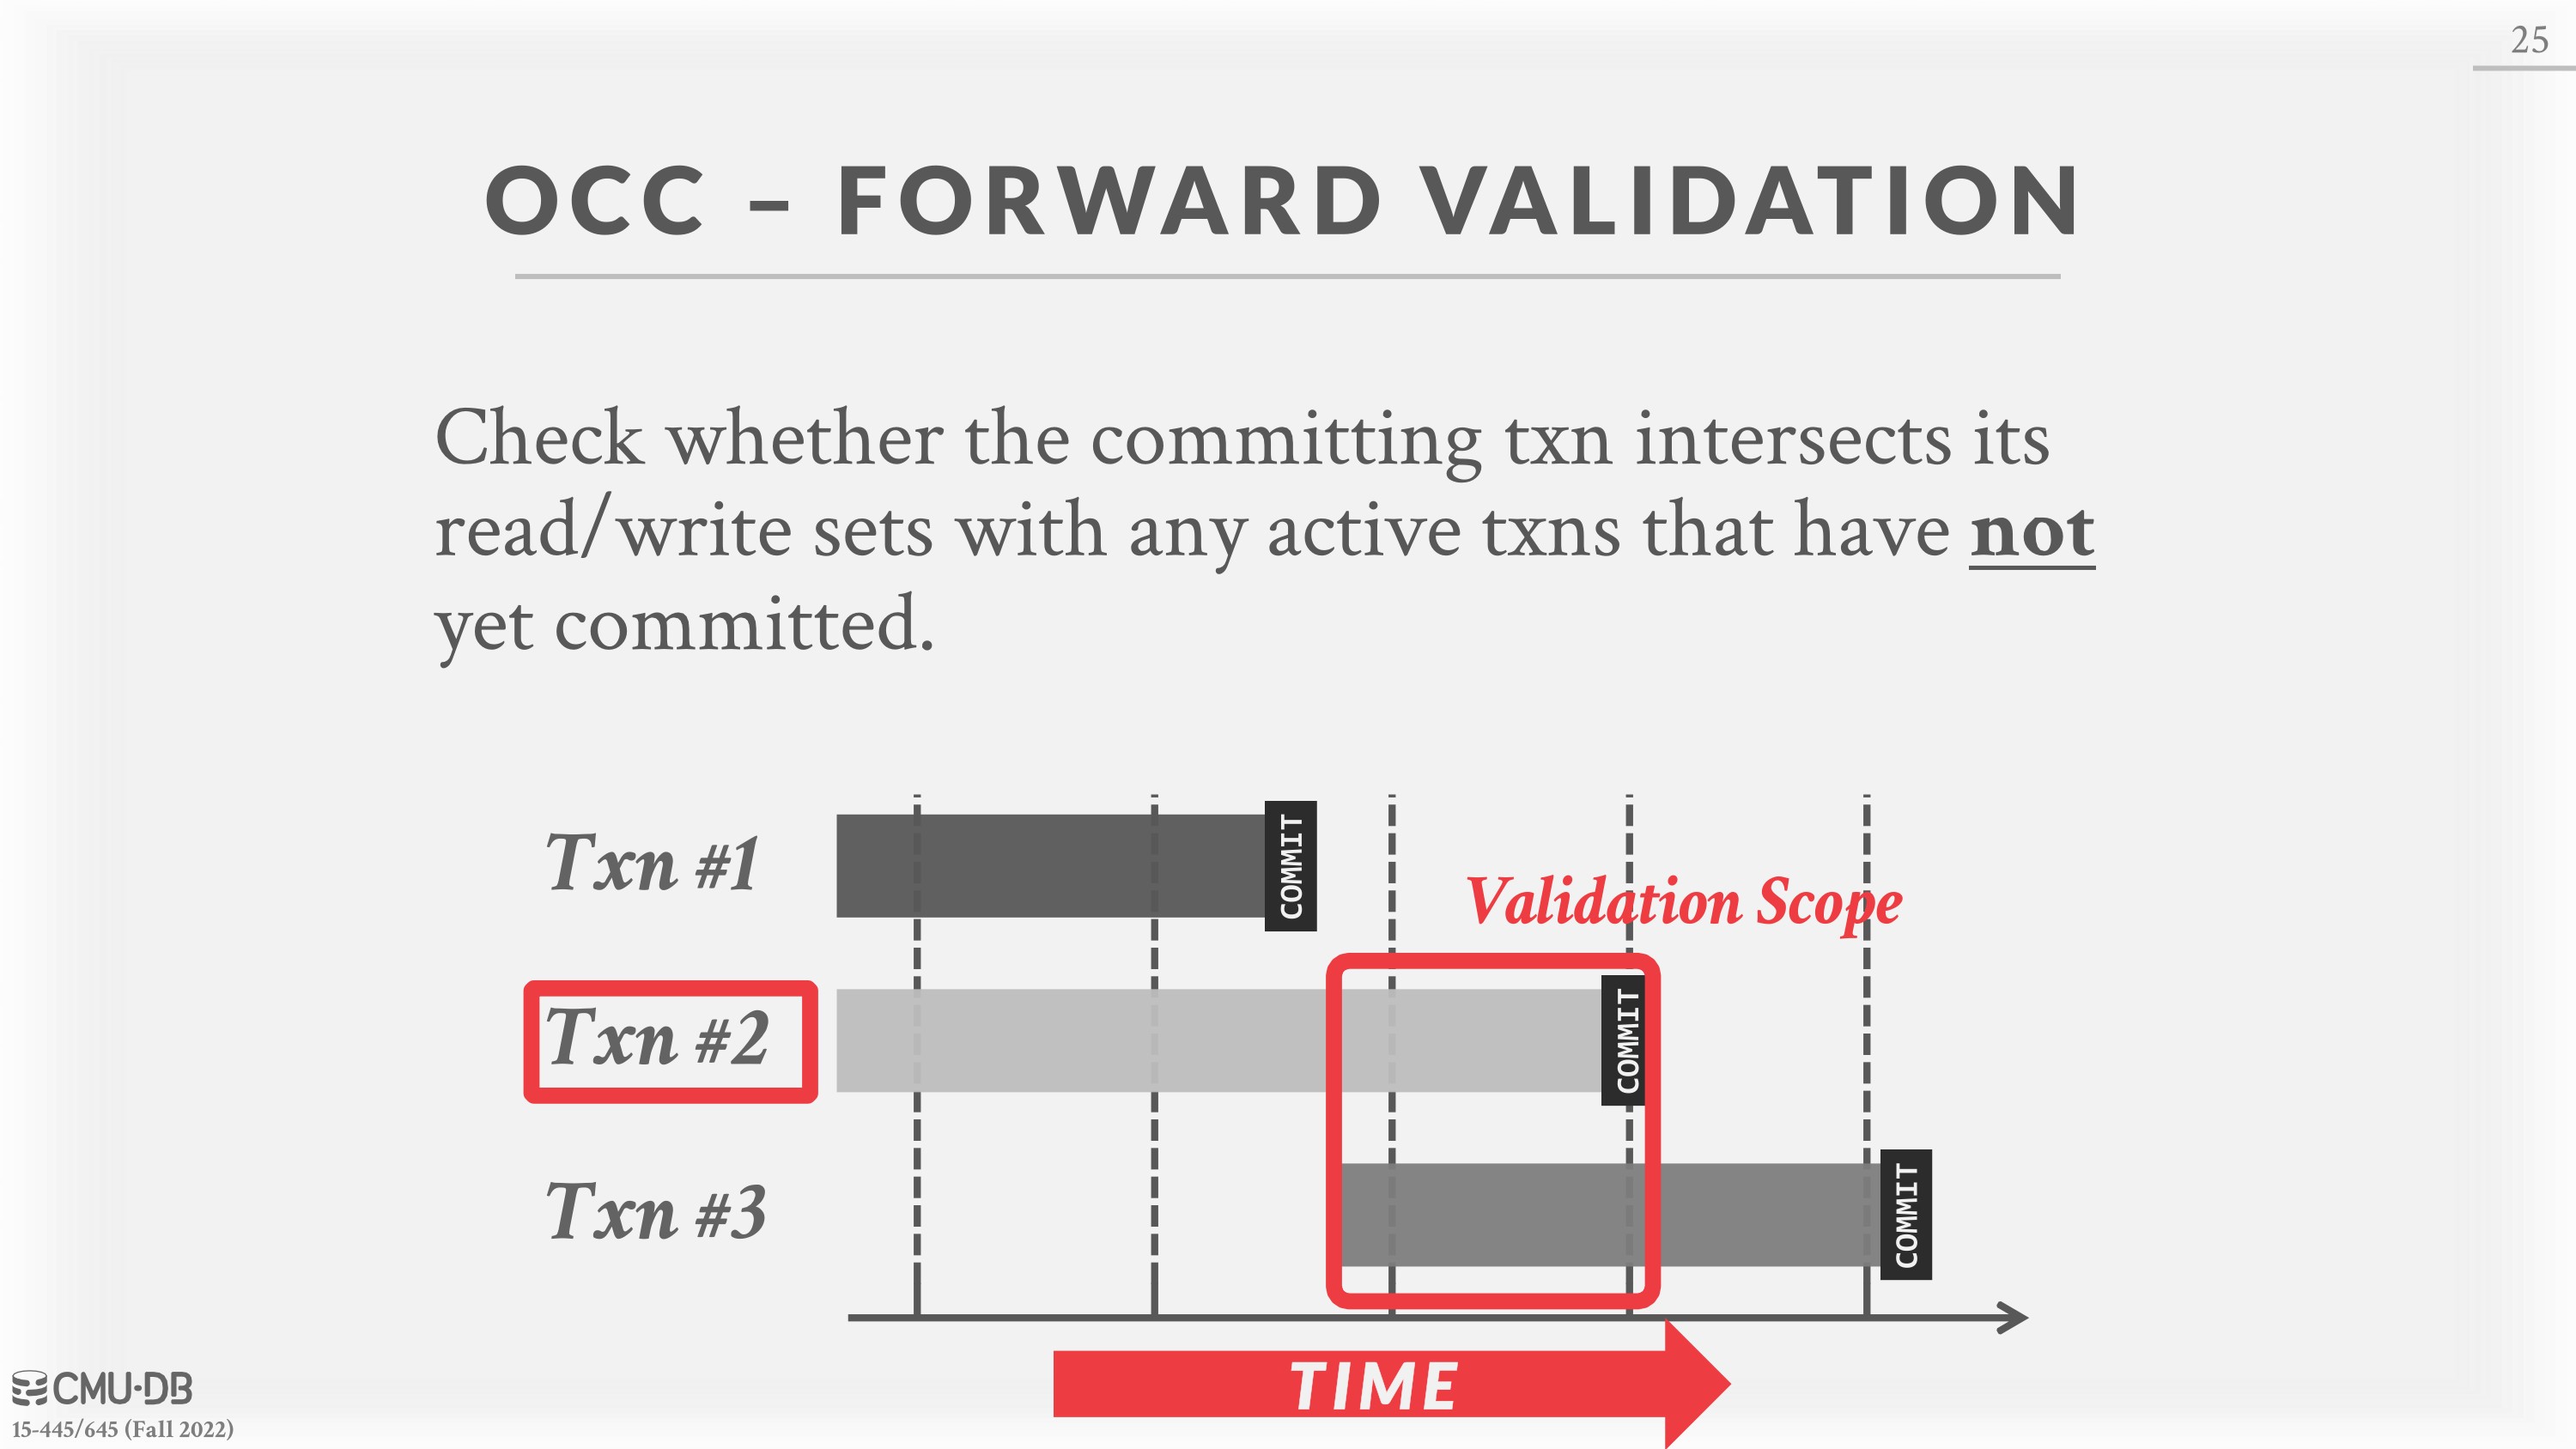 25
OCC – FORWARD VALIDATION
Check whether the committing txn intersects its
read/write sets with any active txns that have not
yet committed.
Txn #1
COMMIT
Validation Scope
Txn #2
COMMIT
Txn #3
COMMIT
TIME
CMU·DB
15-445/645 (Fall 2022)